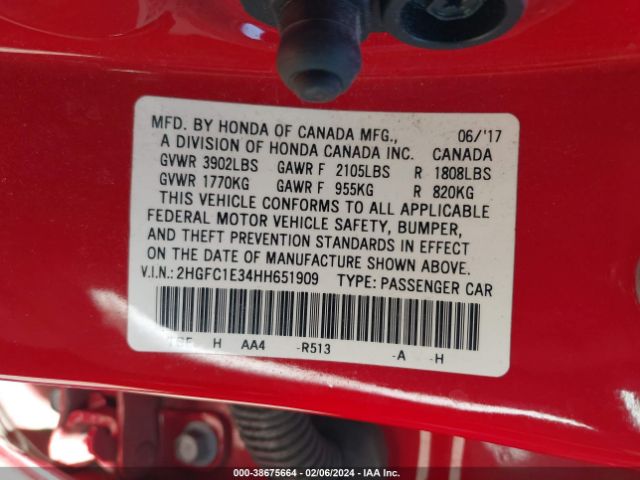 MFD. BY HONDA OF CANADA MFG., 06/'17
A DIVISION OF HONDA CANADA INC. CANADA
GVWR 3902LBS GAWR F 2105LBS R 1808LBS
GVWR 1770KG GAWR F 955KG R 820KG
THIS VEHICLE CONFORMS TO ALL APPLICABLE
FEDERAL MOTOR VEHICLE SAFETY, BUMPER,
AND THEFT PREVENTION STANDARDS IN EFFECT
ON THE DATE OF MANUFACTURE SHOWN ABOVE.
V.I.N.: 2HGFC1E34HH651909 TYPE: PASSENGER CAR
H AA4 -R513 -A -H
000-38675664 - 02/06/2024 - IAA Inc.